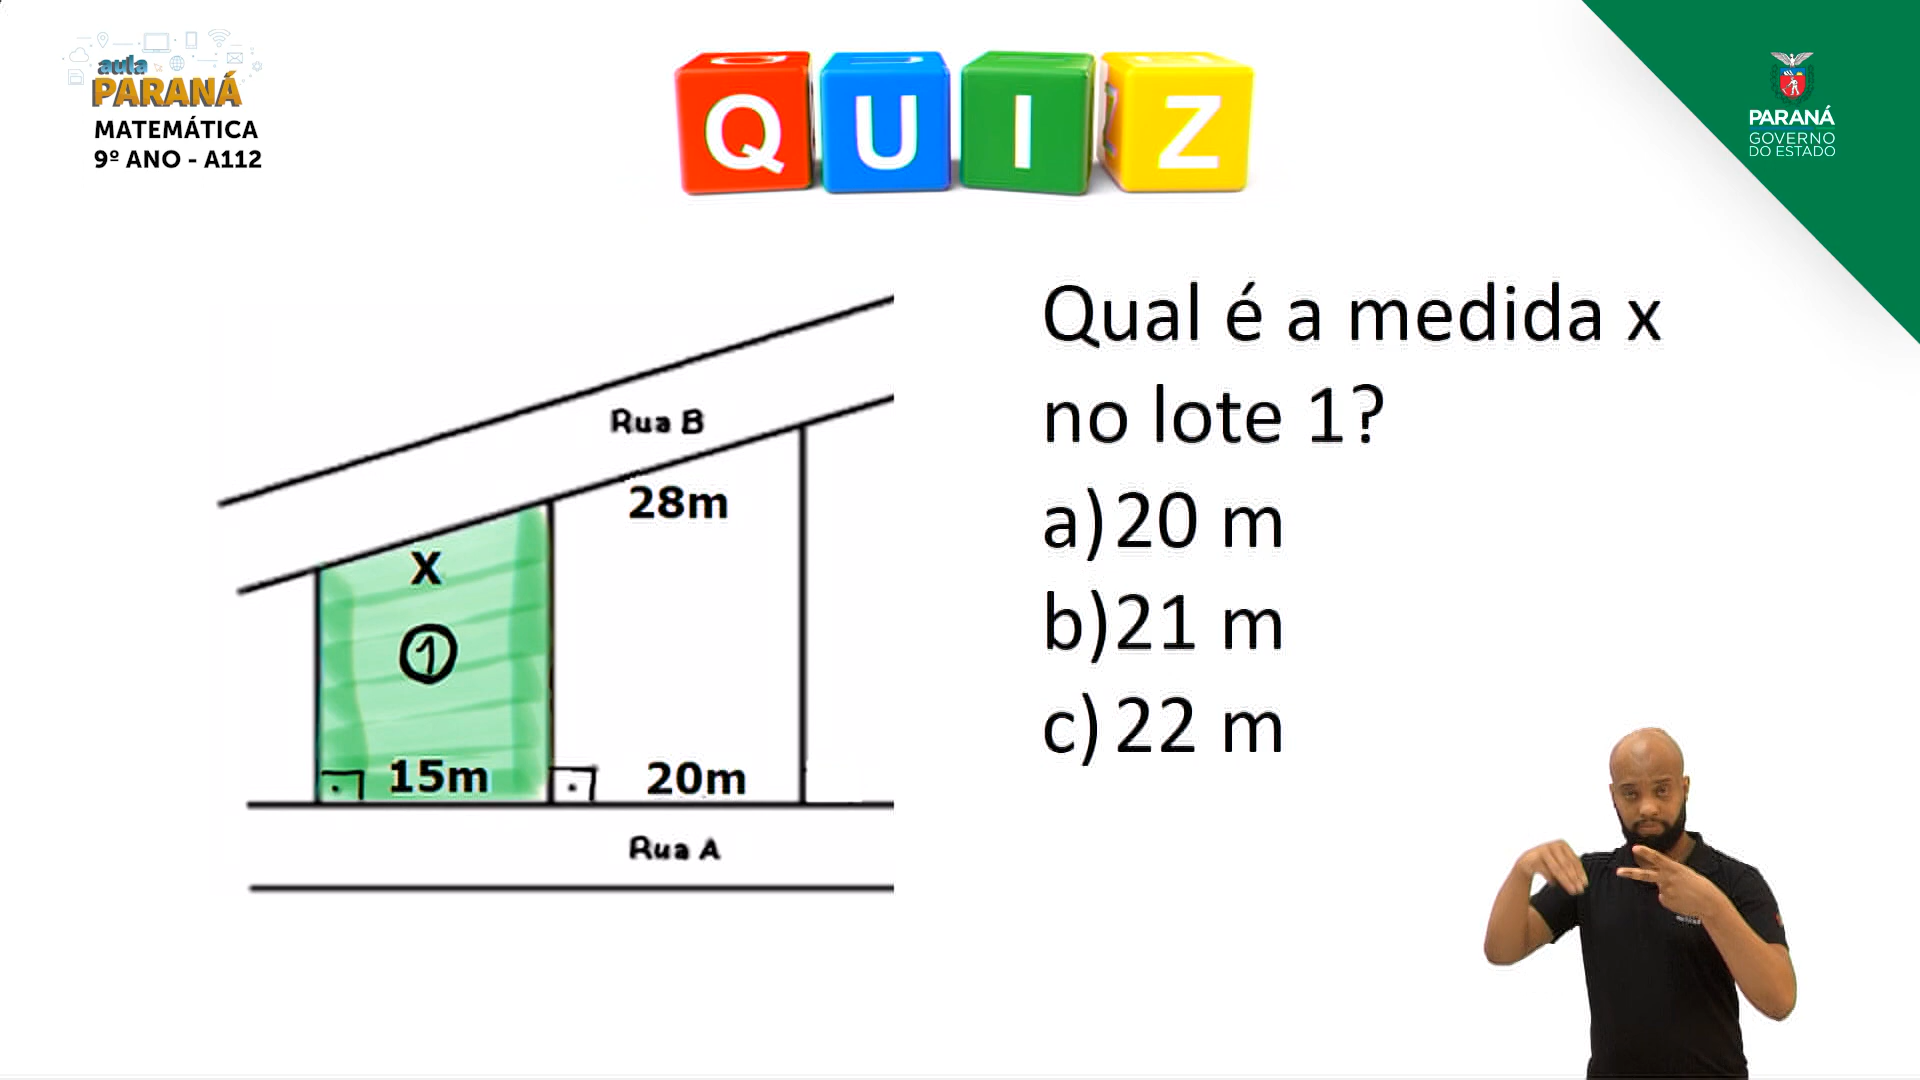 aula
PARANÁ
MATEMÁTICA
9º ANO - A112
QUIZ
PARANÁ
GOVERNO
DO ESTADO
Rua B
28m
X
1
15m
20m
Rua A
Qual é a medida x
no lote 1?
a) 20 m
b) 21 m
c) 22 m